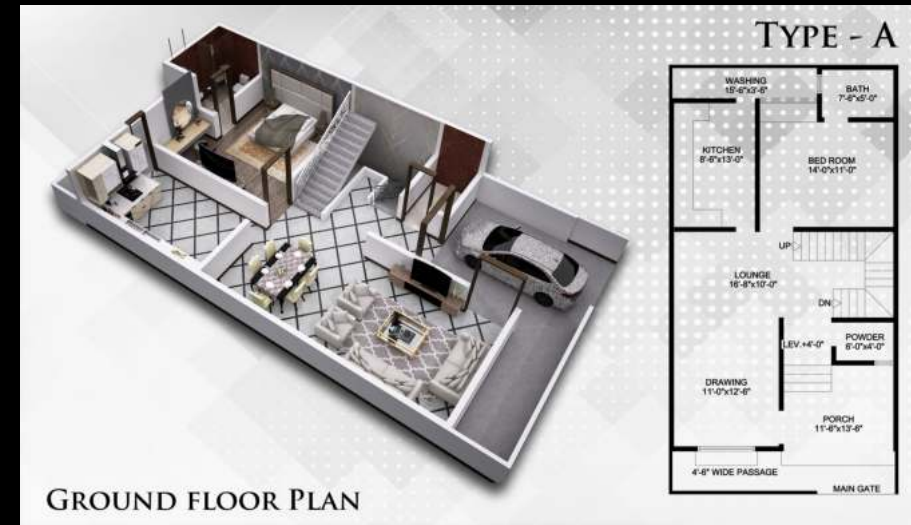 TYPE - A
WASHING
15'-6"x3'-6"
BATH
7'-6"x5'-0"
KITCHEN
8'-6"x13'-0"
BED ROOM
14'-0"x11'-0"
UP
LOUNGE
16'-8"x10'-0"
DN
LEV.+4'-0"
POWDER
6'-0"x4'-0"
DRAWING
11'-0"x12'-6"
PORCH
11'-6"x13'-6"
4'-6" WIDE PASSAGE
MAIN GATE
GROUND FLOOR PLAN